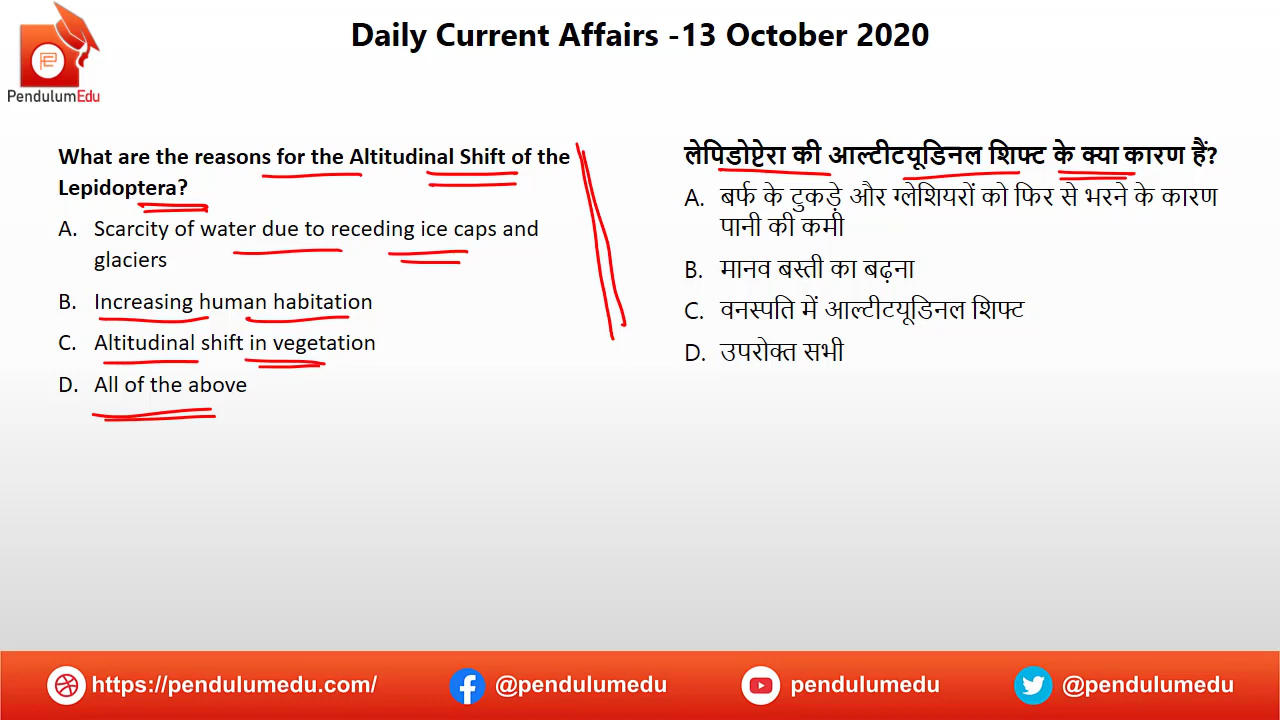 Daily Current Affairs -13 October 2020
PendulumEdu
What are the reasons for the Altitudinal Shift of the
Lepidoptera?
A. Scarcity of water due to receding ice caps and
glaciers
B. Increasing human habitation
C. Altitudinal shift in vegetation
D. All of the above
लेपिडोप्टेरा की आल्टीटयूडिनल शिफ्ट के क्या कारण हैं?
A. बर्फ के टुकड़े और ग्लेशियरों को फिर से भरने के कारण
पानी की कमी
B. मानव बस्ती का बढ़ना
C. वनस्पति में आल्टीटयूडिनल शिफ्ट
D. उपरोक्त सभी
https://pendulumedu.com/
@pendulumedu
pendulumedu
@pendulumedu